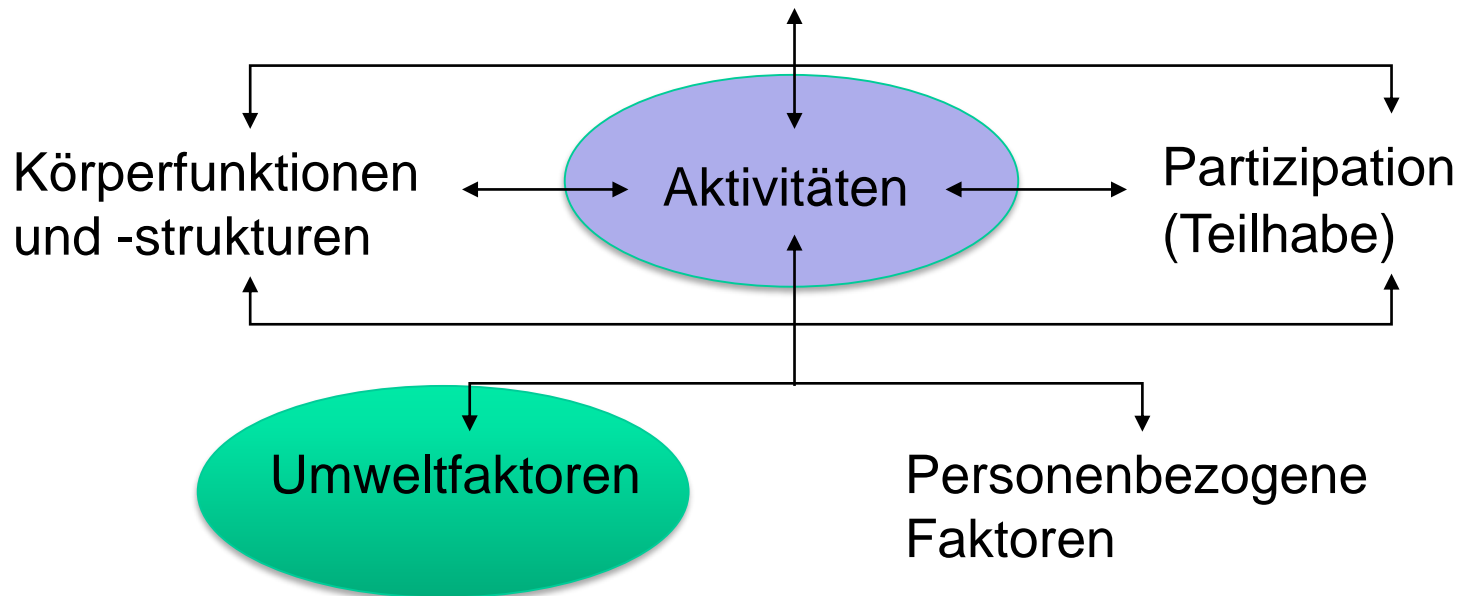 Körperfunktionen
und -strukturen
Aktivitäten
Partizipation
(Teilhabe)
Umweltfaktoren
Personenbezogene
Faktoren